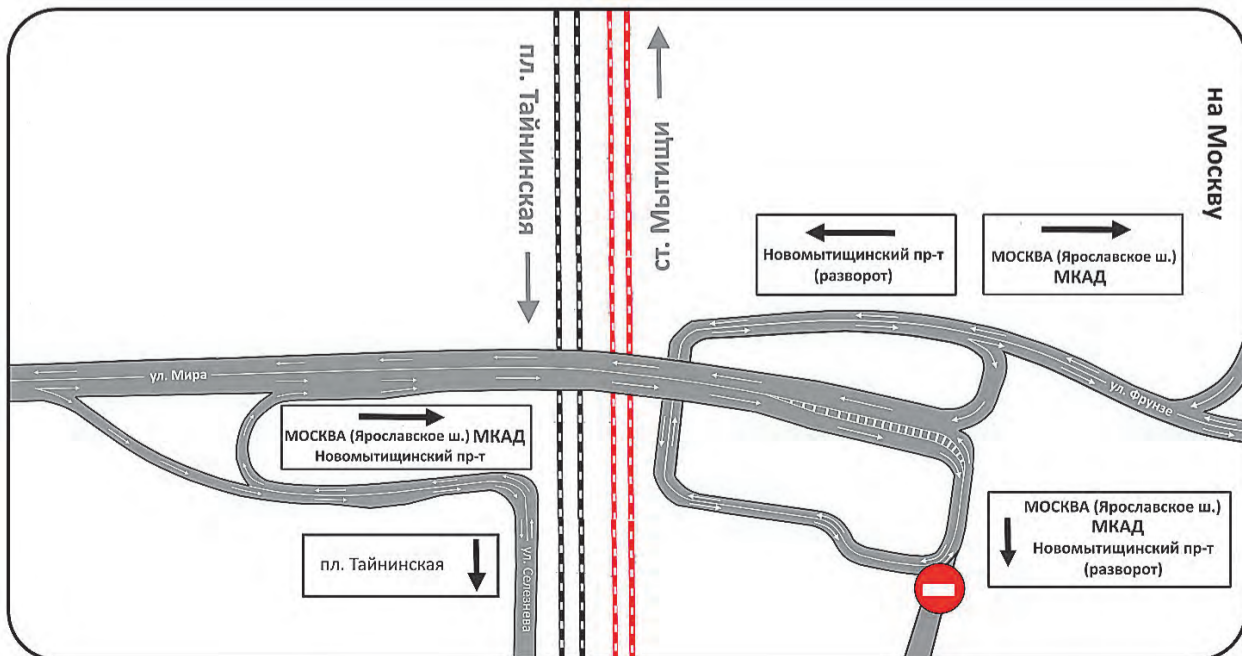 пл. Тайнинская
ст. Мытищи
на Москву
Новомытищинский пр-т
(разворот)
МОСКВА (Ярославское ш.)
МКАД
ул. Мира
ул. Фрунзе
МОСКВА (Ярославское ш.) МКАД
Новомытищинский пр-т
МОСКВА (Ярославское ш.)
МКАД
Новомытищинский пр-т
(разворот)
пл. Тайнинская
ул. Селезнева